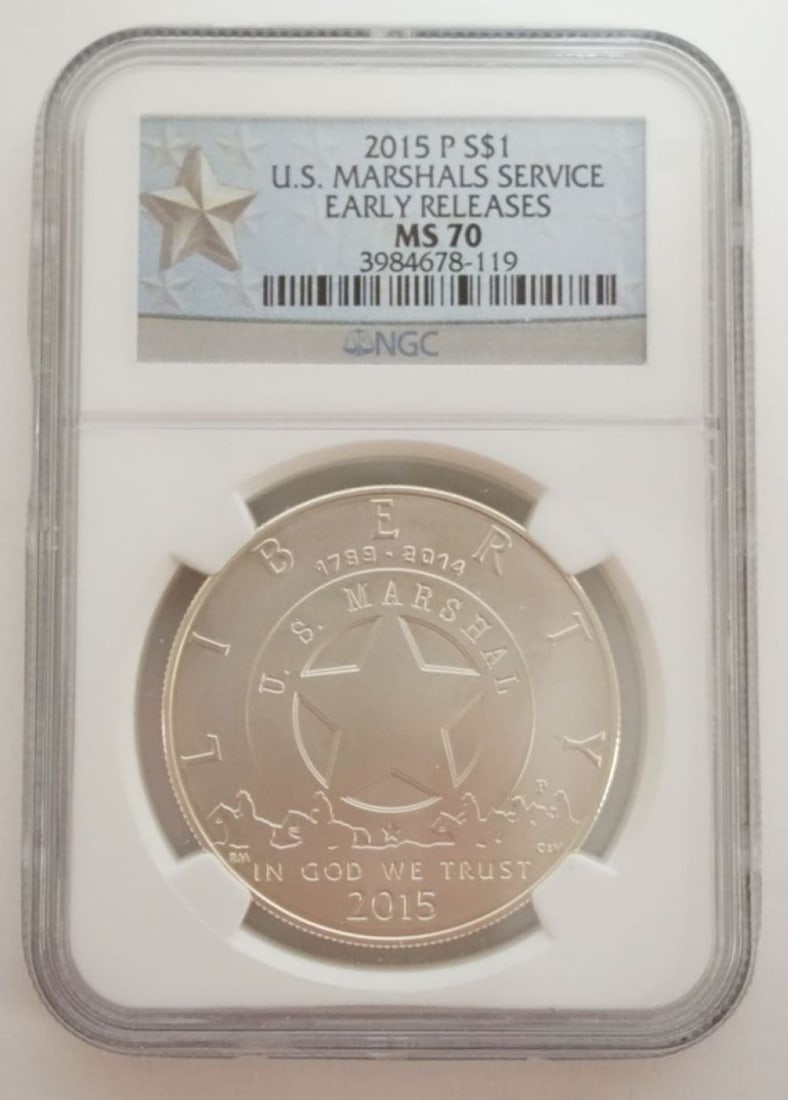 2015 P S$1
U.S. MARSHALS SERVICE
EARLY RELEASES
MS 70
3984678-119
NGC
LIBERTY
1789 · 2014
U.S. MARSHAL
P
IN GOD WE TRUST
2015